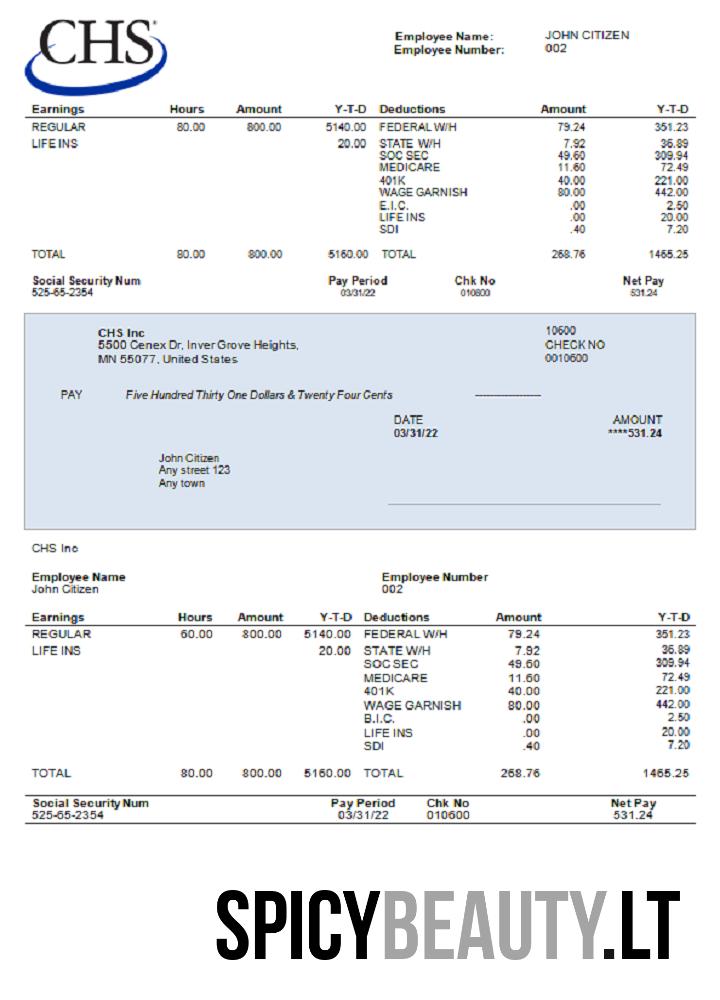 CHS
Employee Name: JOHN CITIZEN
Employee Number: 002
Earnings Hours Amount Y-T-D Deductions Amount Y-T-D
REGULAR 80.00 800.00 5140.00 FEDERAL W/H 79.24 351.23
LIFE INS 20.00 STATE W/H 7.92 36.89
SOC SEC 49.60 309.94
MEDICARE 11.60 72.49
401K 40.00 221.00
WAGE GARNISH 80.00 442.00
E.I.C. .00 2.50
LIFE INS .00 20.00
SDI .40 7.20
TOTAL 80.00 800.00 5160.00 TOTAL 268.76 1465.25
Social Security Num Pay Period Chk No Net Pay
525-65-2354 03/31/22 010600 531.24
CHS Inc 10600
5500 Cenex Dr, Inver Grove Heights, CHECK NO
MN 55077, United States 0010600
PAY Five Hundred Thirty One Dollars & Twenty Four Cents --------------------
DATE AMOUNT
03/31/22 ****531.24
John Citizen
Any street 123
Any town
CHS Inc
Employee Name Employee Number
John Citizen 002
Earnings Hours Amount Y-T-D Deductions Amount Y-T-D
REGULAR 60.00 800.00 5140.00 FEDERAL W/H 79.24 351.23
LIFE INS 20.00 STATE W/H 7.92 36.89
SOC SEC 49.60 309.94
MEDICARE 11.60 72.49
401K 40.00 221.00
WAGE GARNISH 80.00 442.00
B.I.C. .00 2.50
LIFE INS .00 20.00
SDI .40 7.20
TOTAL 80.00 800.00 5160.00 TOTAL 268.76 1465.25
Social Security Num Pay Period Chk No Net Pay
525-65-2354 03/31/22 010600 531.24
SPICYBEAUTY.LT